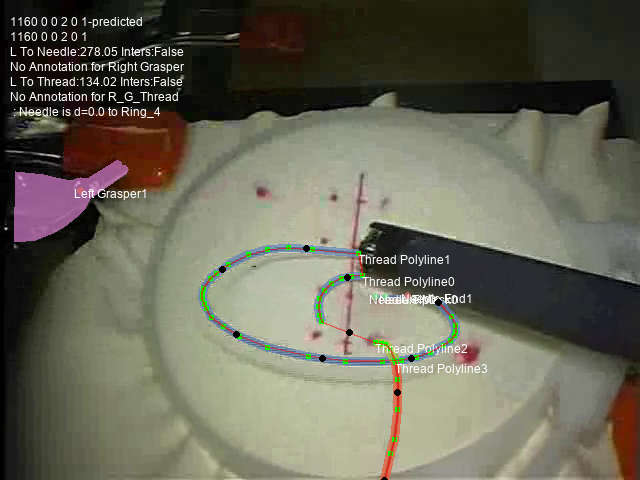 1160 0 0 2 0 1-predicted
1160 0 0 2 0 1
L To Needle:278.05 Inters:False
No Annotation for Right Grasper
L To Thread:134.02 Inters:False
No Annotation for R_G_Thread
: Needle is d=0.0 to Ring_4
Left Grasper1
Thread Polyline1
Thread Polyline0
End1
Thread Polyline2
Thread Polyline3